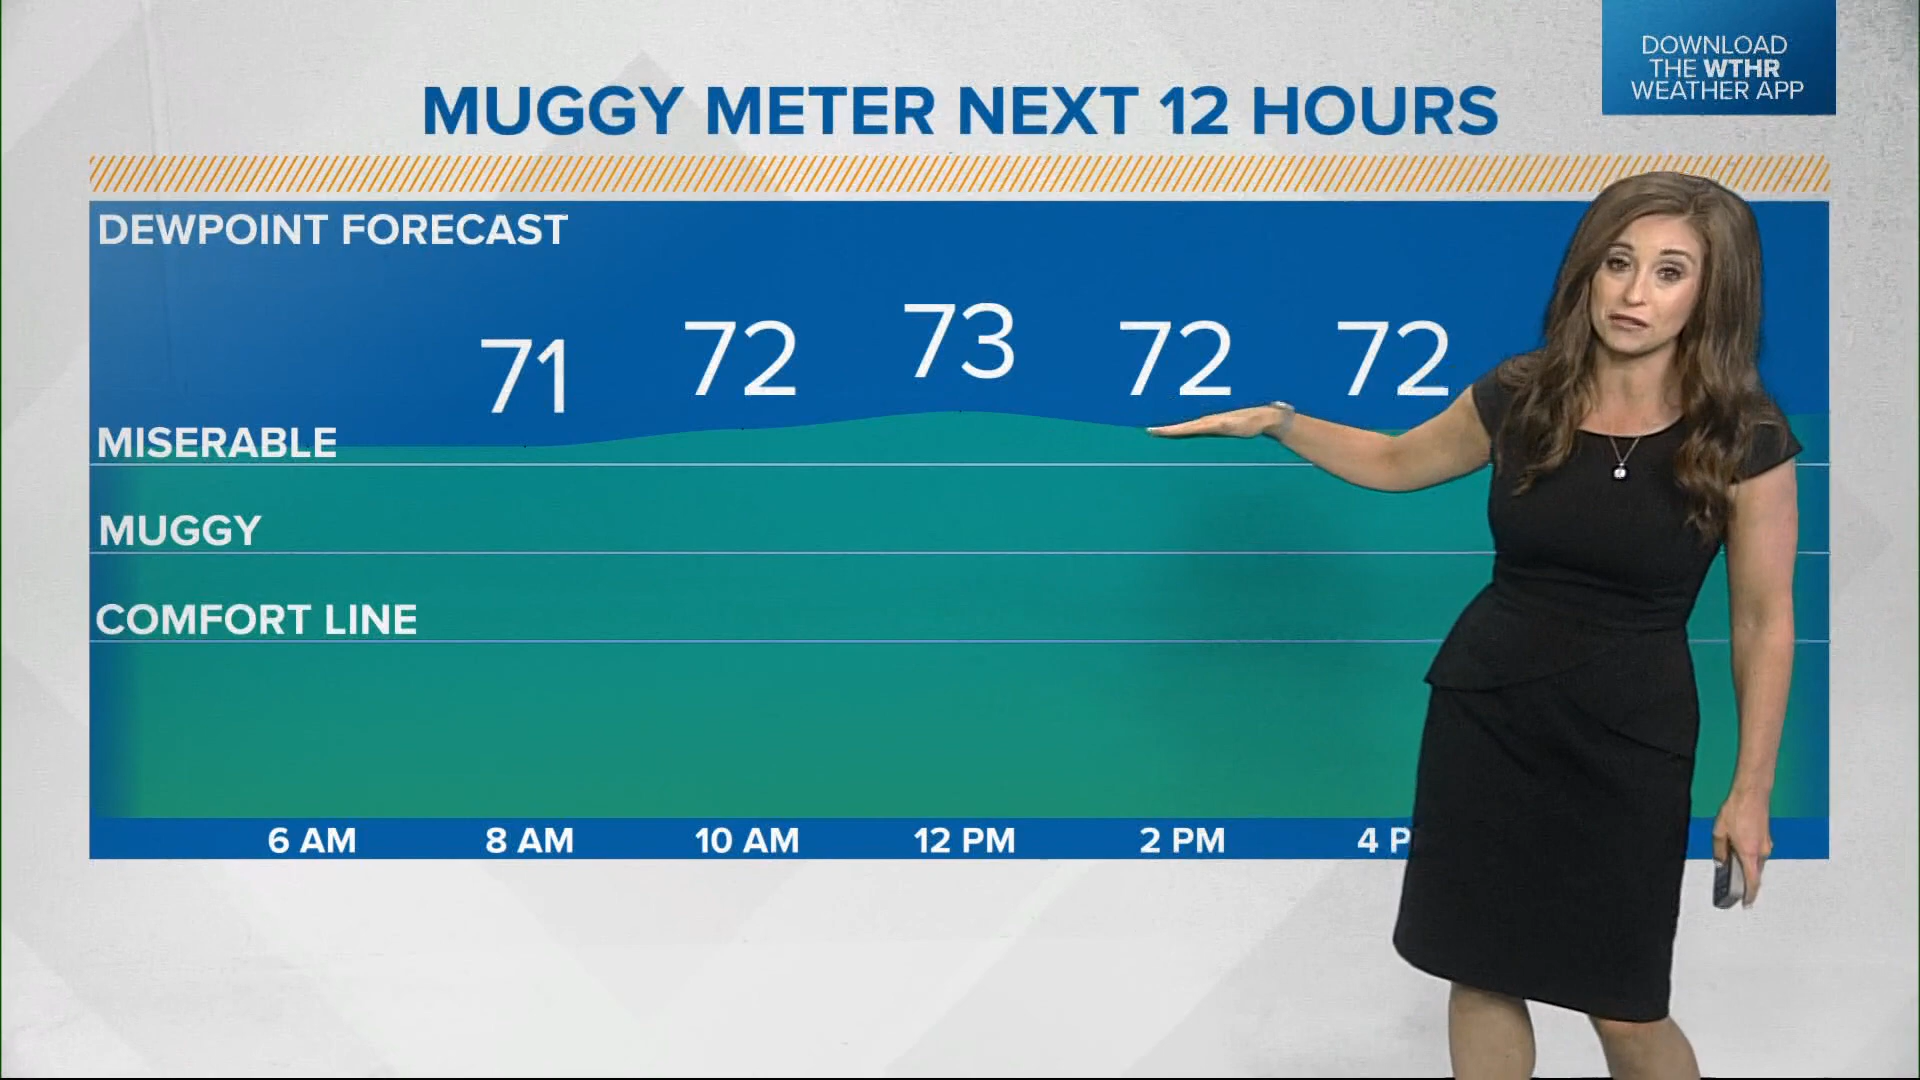 DOWNLOAD
THE WTHR
WEATHER APP
MUGGY METER NEXT 12 HOURS
DEWPOINT FORECAST
71 72 73 72 72
MISERABLE
MUGGY
COMFORT LINE
6 AM 8 AM 10 AM 12 PM 2 PM 4 P